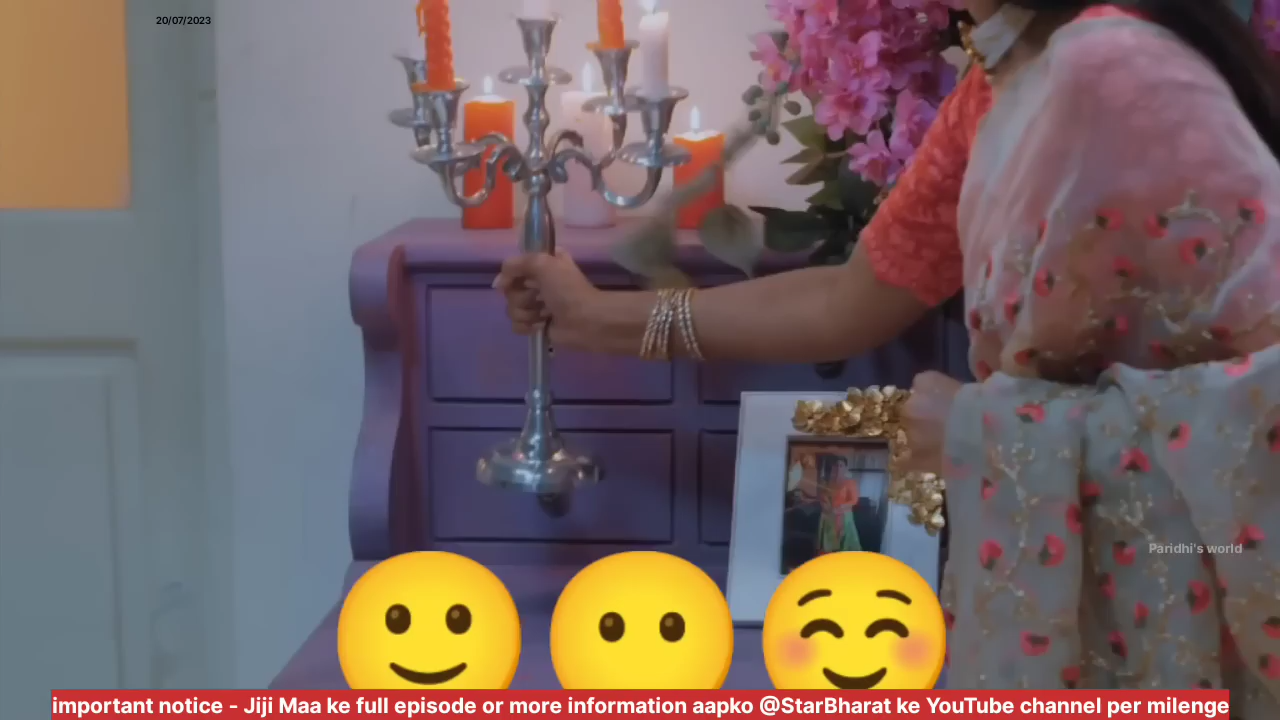 20/07/2023
Paridhi's world
important notice - Jiji Maa ke full episode or more information aapko @StarBharat ke YouTube channel per milenge